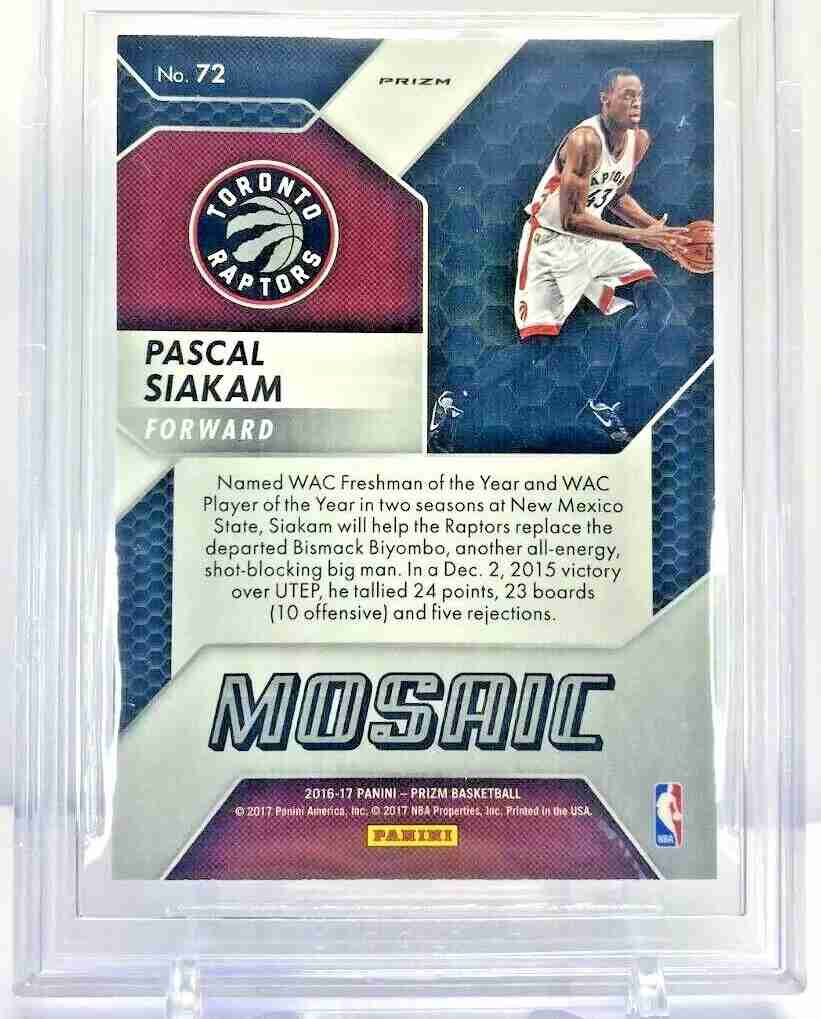 No. 72
PRIZM
TORONTO
RAPTORS
PASCAL
SIAKAM
FORWARD
Named WAC Freshman of the Year and WAC
Player of the Year in two seasons at New Mexico
State, Siakam will help the Raptors replace the
departed Bismack Biyombo, another all-energy,
shot-blocking big man. In a Dec. 2, 2015 victory
over UTEP, he tallied 24 points, 23 boards
(10 offensive) and five rejections.
MOSAIC
2016-17 PANINI – PRIZM BASKETBALL
© 2017 Panini America, Inc. © 2017 NBA Properties, Inc. Printed in the USA.
PANINI
NBA